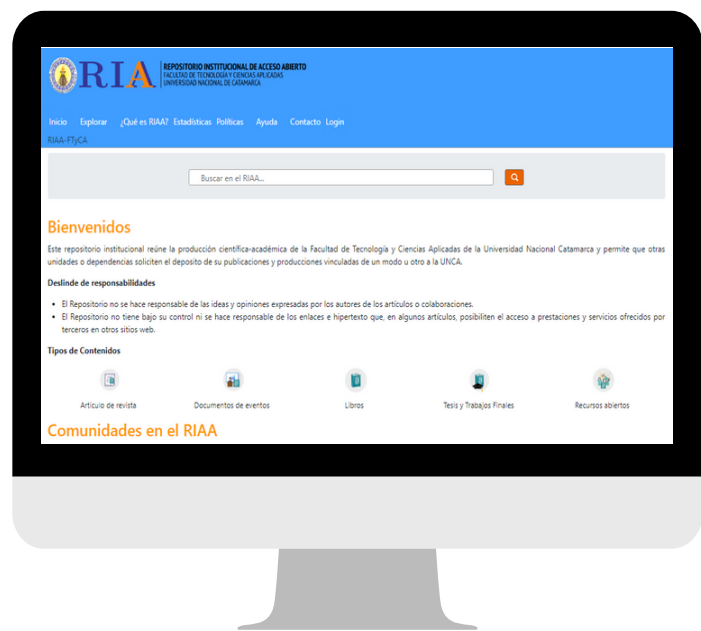 RIA
REPOSITORIO INSTITUCIONAL DE ACCESO ABIERTO
FACULTAD DE TECNOLOGÍA Y CIENCIAS APLICADAS
UNIVERSIDAD NACIONAL DE CATAMARCA
Inicio Explorar ¿Qué es RIAA? Estadísticas Políticas Ayuda Contacto Login
RIAA-FTyCA
Buscar en el RIAA...
Bienvenidos
Este repositorio institucional reúne la producción científica-académica de la Facultad de Tecnología y Ciencias Aplicadas de la Universidad Nacional Catamarca y permite que otras
unidades o dependencias soliciten el deposito de su publicaciones y producciones vinculadas de un modo u otro a la UNCA.
Deslinde de responsabilidades
• El Repositorio no se hace responsable de las ideas y opiniones expresadas por los autores de los artículos o colaboraciones.
• El Repositorio no tiene bajo su control ni se hace responsable de los enlaces e hipertexto que, en algunos artículos, posibiliten el acceso a prestaciones y servicios ofrecidos por
terceros en otros sitios web.
Tipos de Contenidos
Artículo de revista Documentos de eventos Libros Tesis y Trabajos Finales Recursos abiertos
Comunidades en el RIAA